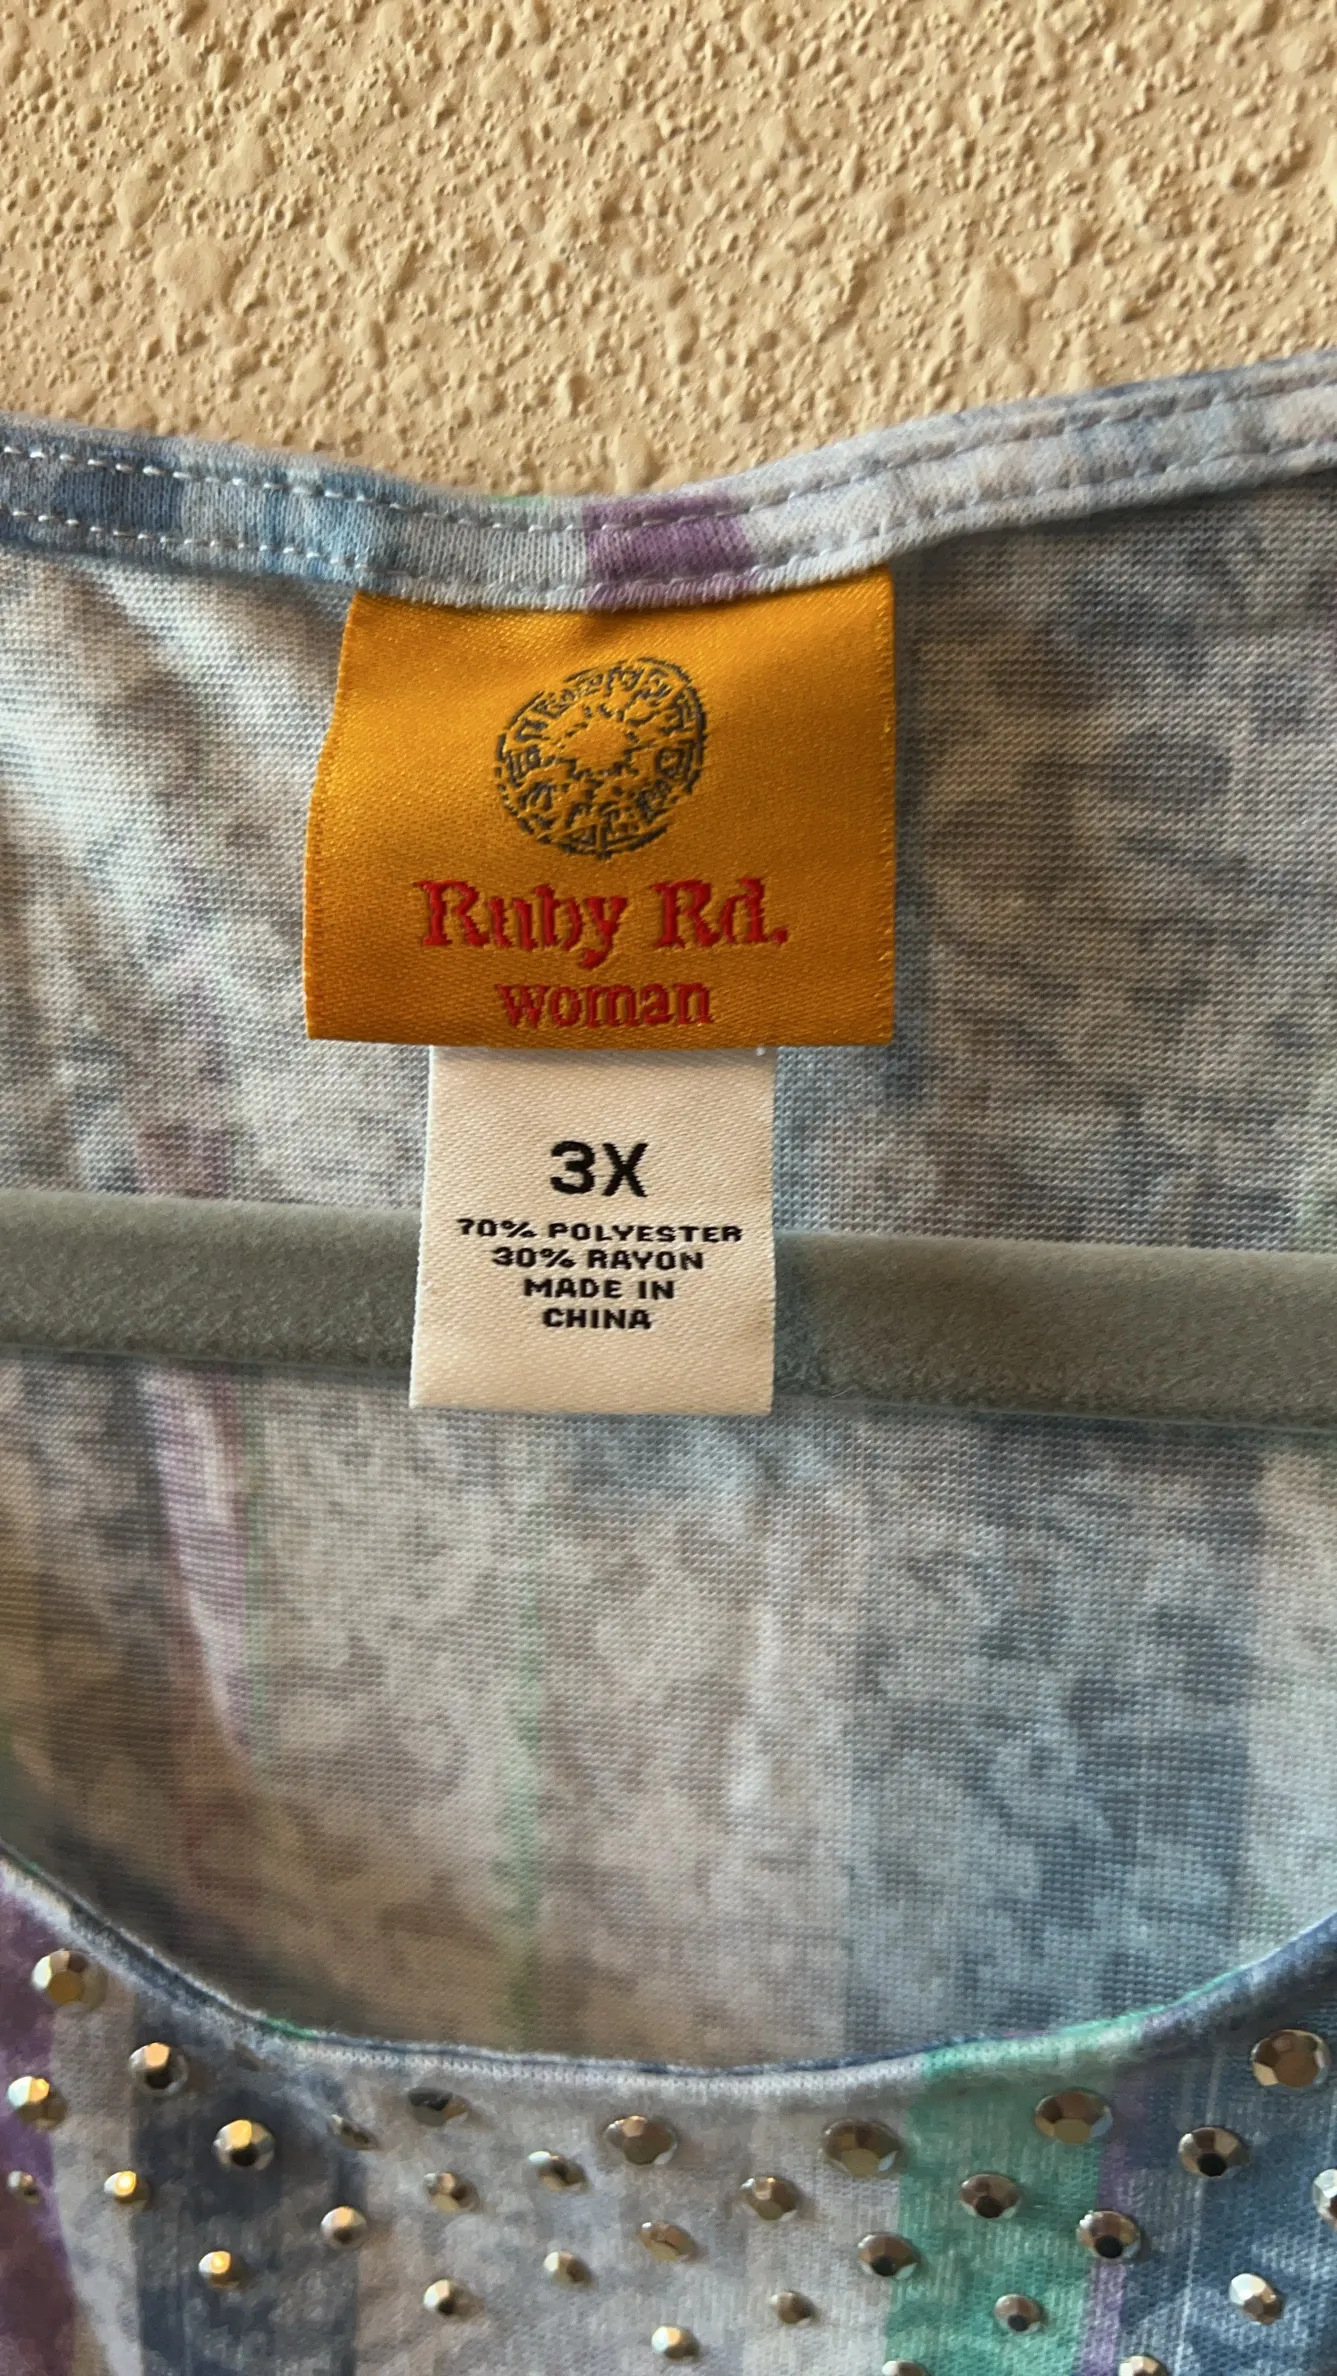 Ruby Rd.
woman
3X
70% POLYESTER
30% RAYON
MADE IN
CHINA